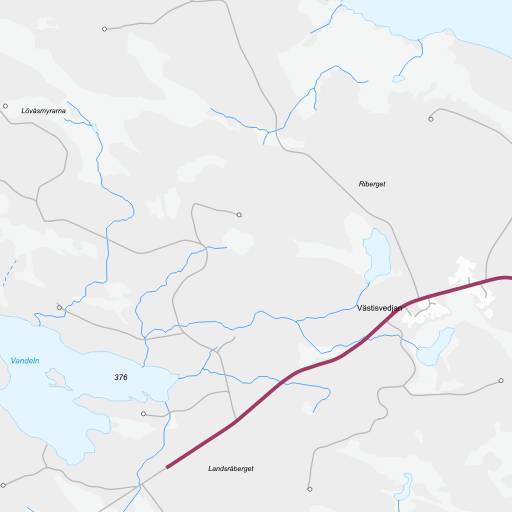 Lövåsmyrarna
Riberget
Västisvedjan
Vandeln
376
Landsråberget